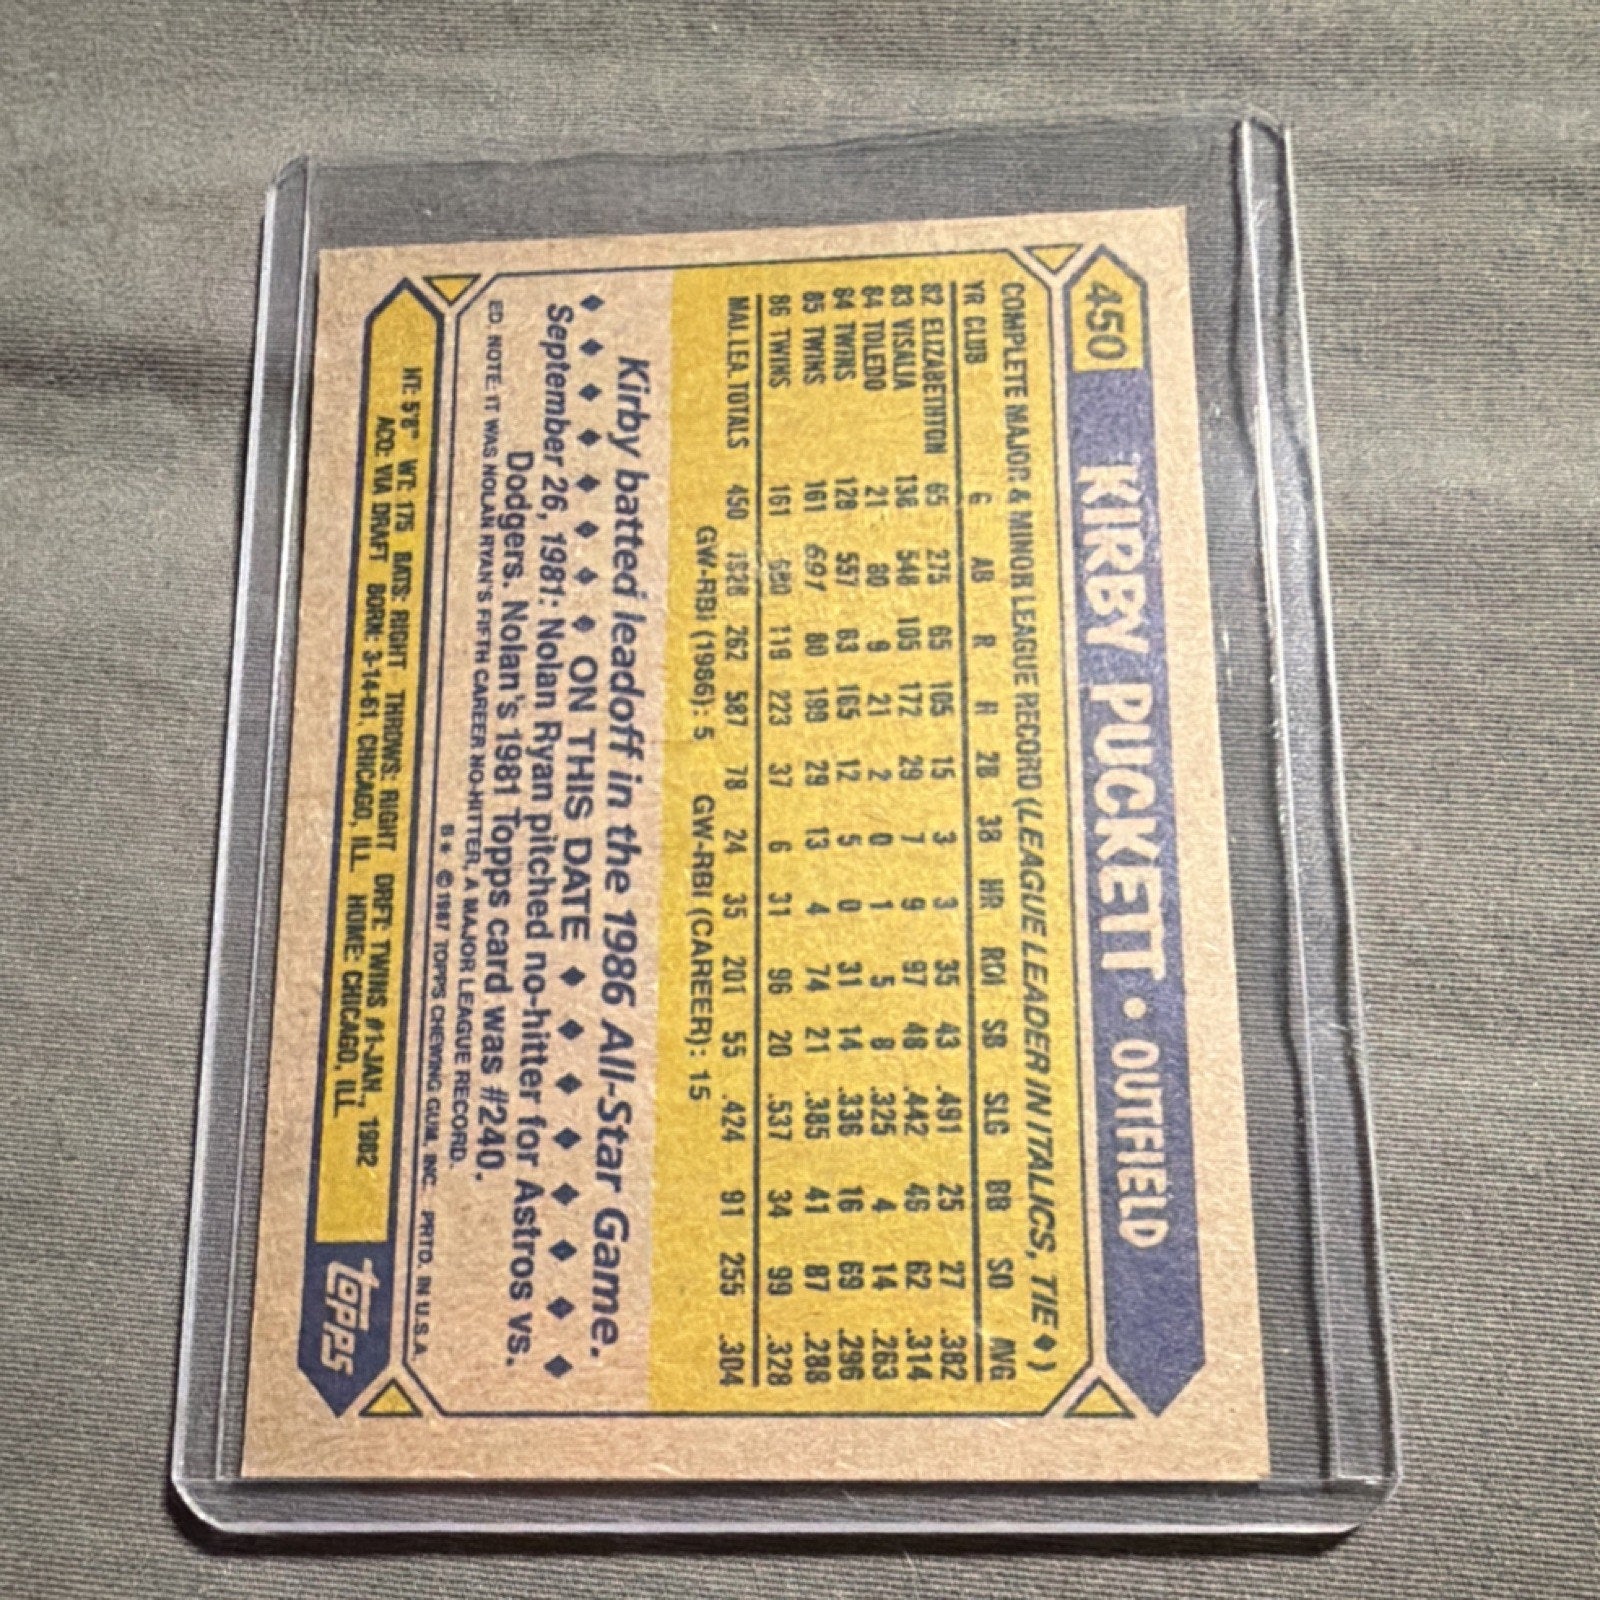 450 KIRBY PUCKETT • OUTFIELD
COMPLETE MAJOR & MINOR LEAGUE RECORD (LEAGUE LEADER IN ITALICS, TIE ♦)
YR CLUB G AB R H 2B 3B HR RBI SB SLG BB SO AVG
82 ELIZABETHTON 65 275 65 105 15 3 3 35 43 .491 25 27 .382
83 VISALIA 138 548 105 172 29 7 9 97 48 .442 46 62 .314
84 TOLEDO 21 80 9 21 2 0 1 5 8 .325 4 14 .263
84 TWINS 128 557 63 165 12 5 0 31 14 .336 16 69 .296
85 TWINS 161 691 80 199 29 13 4 74 21 .385 41 87 .288
86 TWINS 161 680 119 223 37 6 31 96 20 .537 34 99 .328
MAJ. LEA. TOTALS 450 1928 262 587 78 24 35 201 55 .424 91 255 .304
GW-RBI (1986): 5 GW-RBI (CAREER): 15
Kirby batted leadoff in the 1986 All-Star Game.
♦ ♦ ♦ ♦ ♦ ♦ ♦ ON THIS DATE ♦ ♦ ♦ ♦ ♦ ♦ ♦ ♦
September 26, 1981: Nolan Ryan pitched no-hitter for Astros vs.
Dodgers. Nolan's 1981 Topps card was #240.
ED. NOTE: IT WAS NOLAN RYAN'S FIFTH CAREER NO-HITTER, A MAJOR LEAGUE RECORD.
©1987 TOPPS CHEWING GUM, INC. PRTD. IN U.S.A.
HT: 5'8" WT: 175 BATS: RIGHT THROWS: RIGHT DRFT: TWINS #1-JAN., 1982
ACQ: VIA DRAFT BORN: 3-14-61, CHICAGO, ILL HOME: CHICAGO, ILL
topps